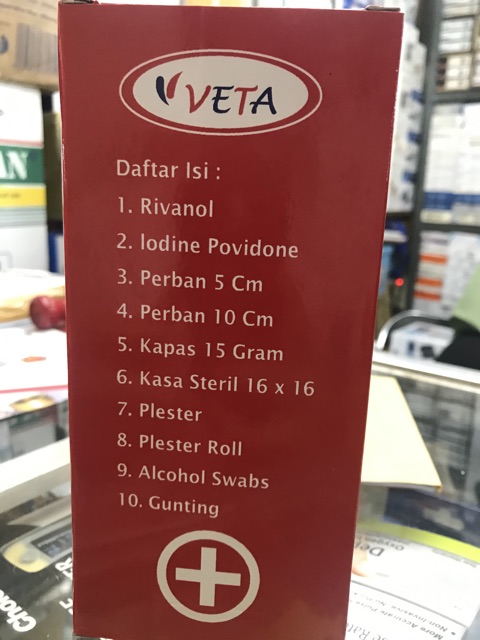 VETA
Daftar Isi :
1. Rivanol
2. Iodine Povidone
3. Perban 5 Cm
4. Perban 10 Cm
5. Kapas 15 Gram
6. Kasa Steril 16 x 16
7. Plester
8. Plester Roll
9. Alcohol Swabs
10. Gunting